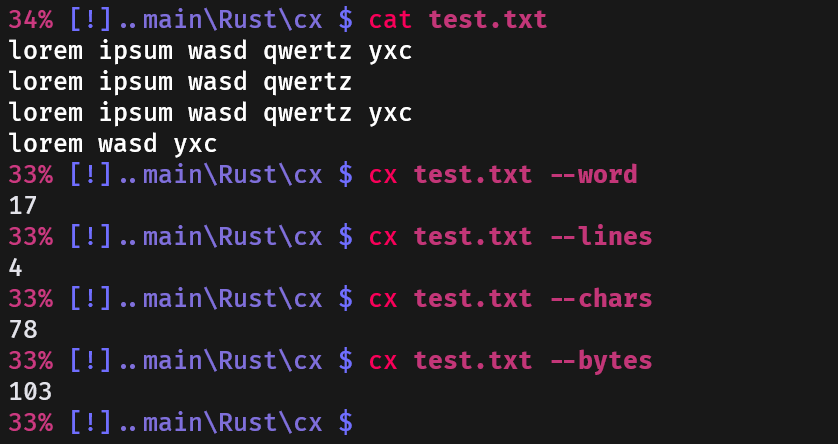 34% [!]..main\Rust\cx $ cat test.txt
lorem ipsum wasd qwertz yxc
lorem ipsum wasd qwertz
lorem ipsum wasd qwertz yxc
lorem wasd yxc
33% [!]..main\Rust\cx $ cx test.txt --word
17
33% [!]..main\Rust\cx $ cx test.txt --lines
4
33% [!]..main\Rust\cx $ cx test.txt --chars
78
33% [!]..main\Rust\cx $ cx test.txt --bytes
103
33% [!]..main\Rust\cx $